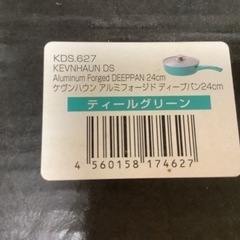 KDS.627
KEVNHAUN DS
Aluminum Forged DEEPPAN 24cm
ケヴンハウン アルミフォージド ディープパン24cm
ティールグリーン
4 560158 174627